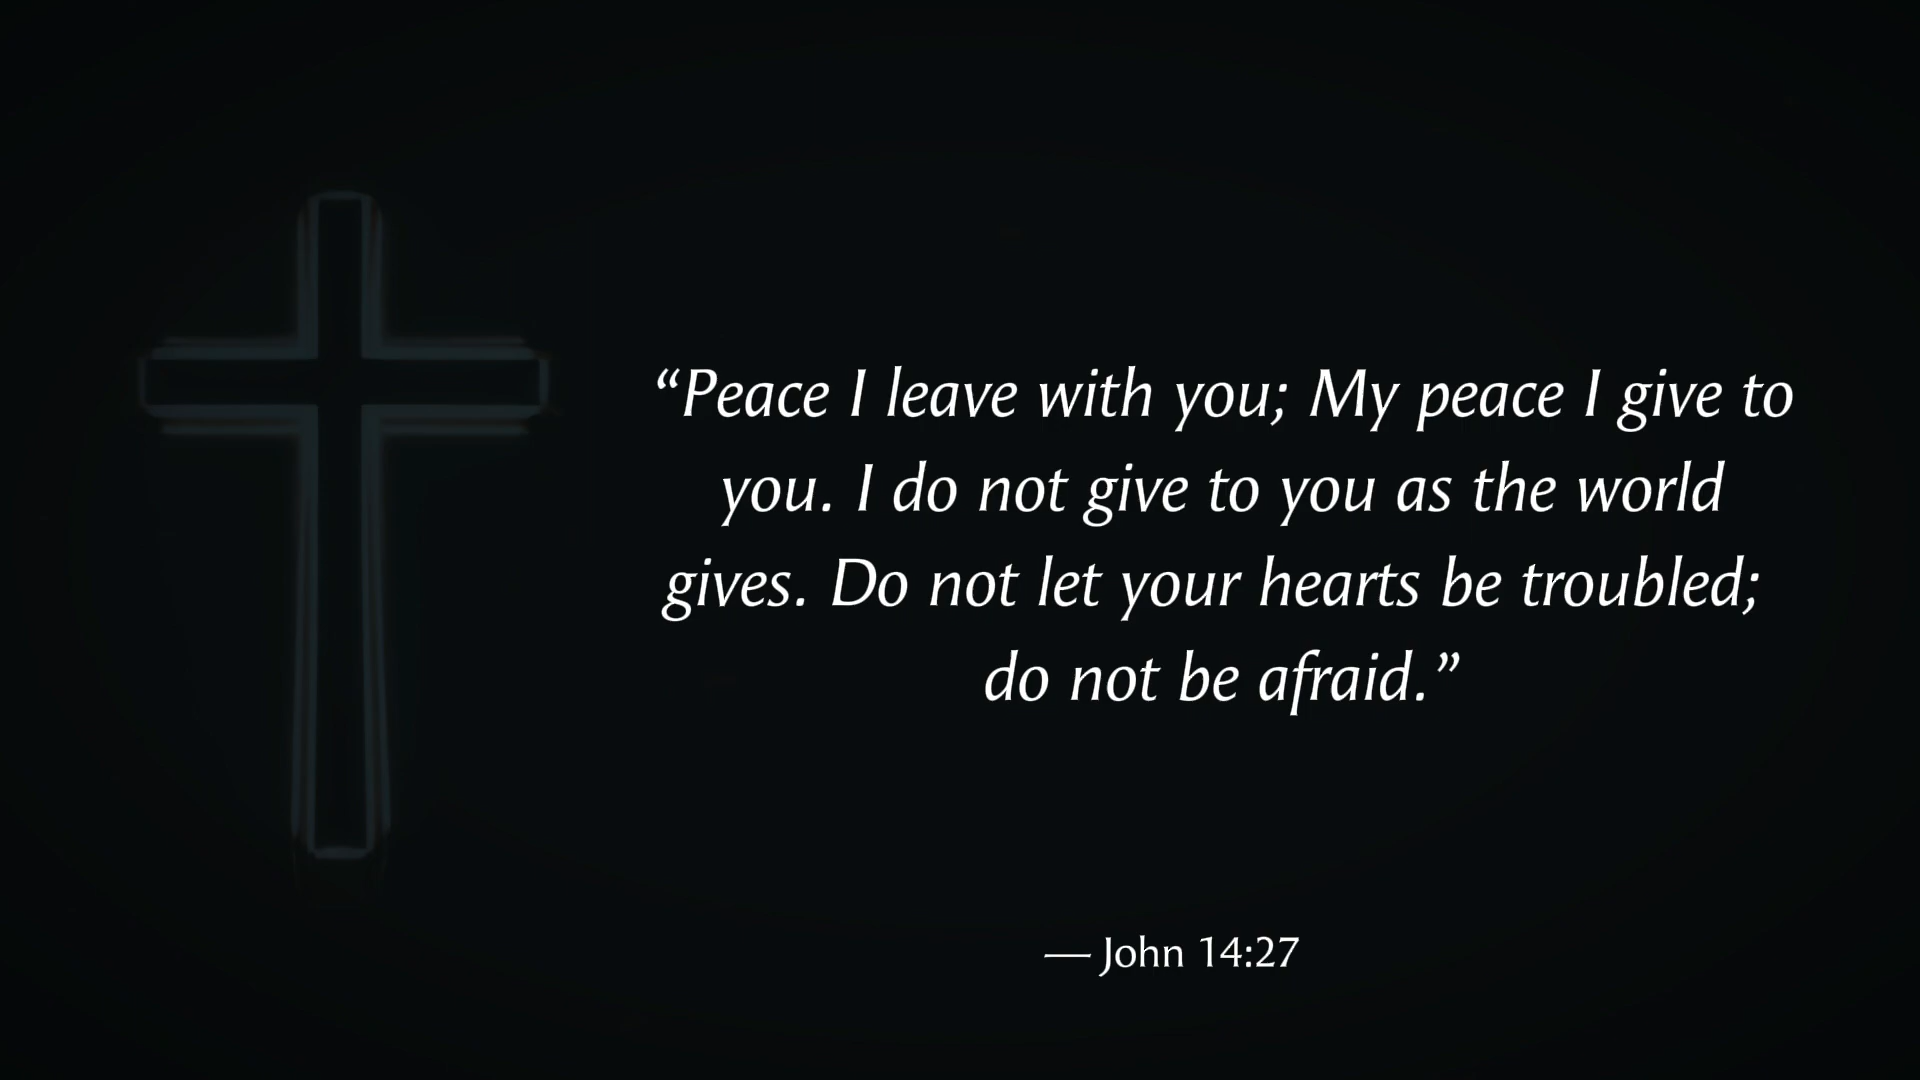 “Peace I leave with you; My peace I give to
you. I do not give to you as the world
gives. Do not let your hearts be troubled;
do not be afraid.”
— John 14:27